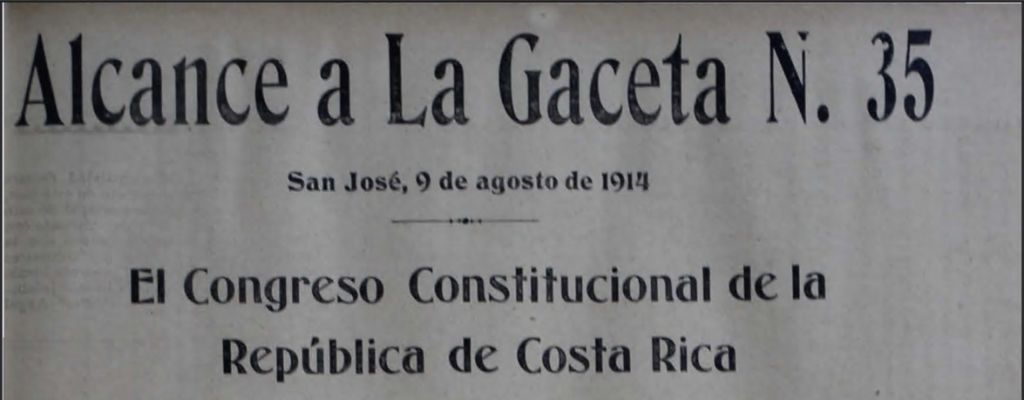 Alcance a La Gaceta N. 35
San José, 9 de agosto de 1914
El Congreso Constitucional de la
República de Costa Rica